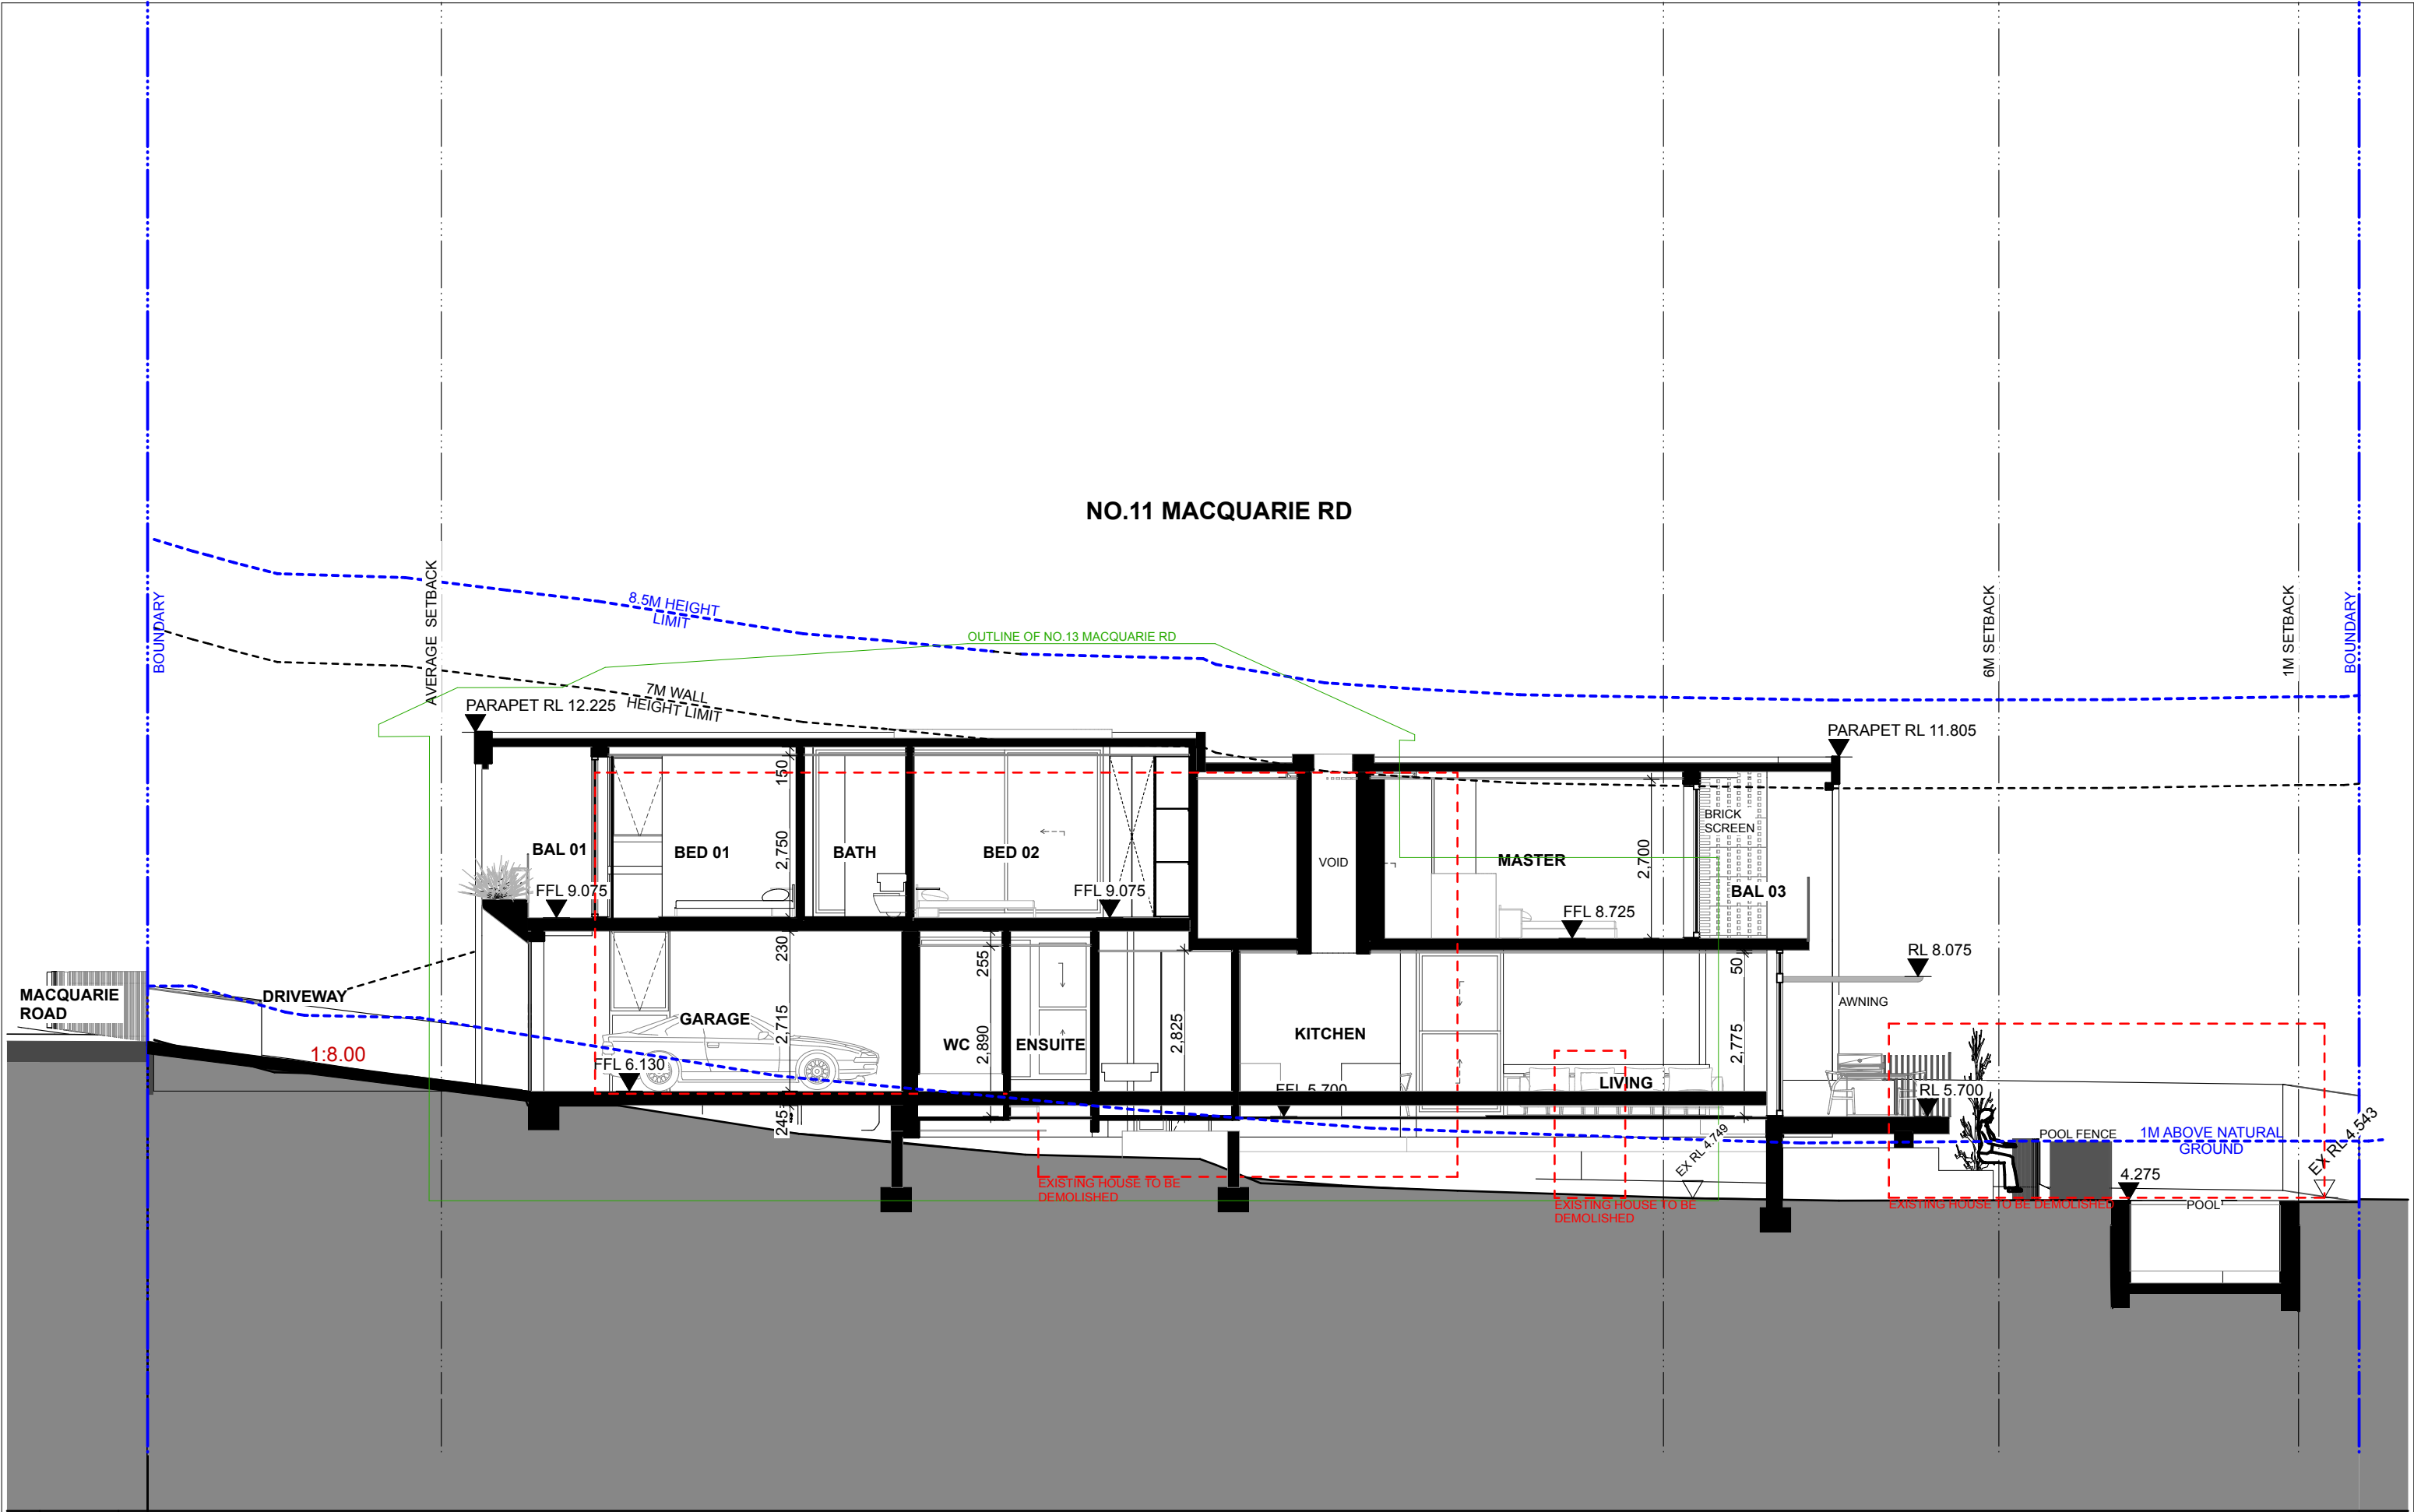 NO.11 MACQUARIE RD
BOUNDARY
AVERAGE SETBACK
8.5M HEIGHT
LIMIT
OUTLINE OF NO.13 MACQUARIE RD
6M SETBACK
1M SETBACK
BOUNDARY
7M WALL
HEIGHT LIMIT
PARAPET RL 12.225
PARAPET RL 11.805
150
BAL 01
BED 01
2,750
BATH
BED 02
VOID
MASTER
2,700
BRICK
SCREEN
BAL 03
FFL 9.075
FFL 9.075
FFL 8.725
RL 8.075
230
255
50
MACQUARIE
ROAD
DRIVEWAY
AWNING
1:8.00
GARAGE
2,715
FFL 6.130
WC
2,890
ENSUITE
2,825
KITCHEN
2,775
FFL 5.700
LIVING
RL 5.700
245
EX RL 4.749
POOL FENCE
1M ABOVE NATURAL
GROUND
EX RL 4.543
4.275
POOL
EXISTING HOUSE TO BE
DEMOLISHED
EXISTING HOUSE TO BE
DEMOLISHED
EXISTING HOUSE TO BE DEMOLISHED